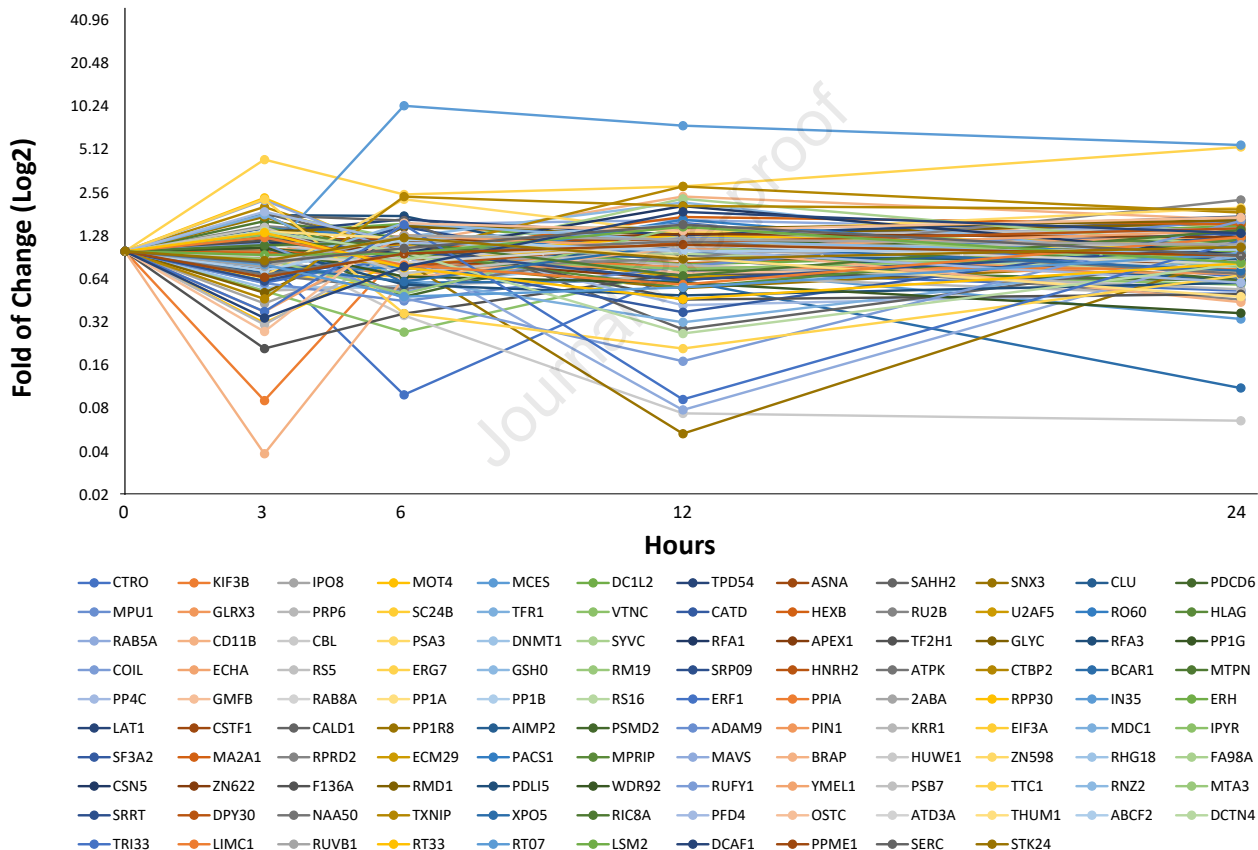 40.96
20.48
10.24
5.12
2.56
1.28
0.64
0.32
0.16
0.08
0.04
0.02
Fold of Change (Log2)
Journal Pre-proof
0 3 6 12 24
Hours
CTRO KIF3B IPO8 MOT4 MCES DC1L2 TPD54 ASNA SAHH2 SNX3 CLU PDCD6
MPU1 GLRX3 PRP6 SC24B TFR1 VTNC CATD HEXB RU2B U2AF5 RO60 HLAG
RAB5A CD11B CBL PSA3 DNMT1 SYVC RFA1 APEX1 TF2H1 GLYC RFA3 PP1G
COIL ECHA RS5 ERG7 GSH0 RM19 SRP09 HNRH2 ATPK CTBP2 BCAR1 MTPN
PP4C GMFB RAB8A PP1A PP1B RS16 ERF1 PPIA 2ABA RPP30 IN35 ERH
LAT1 CSTF1 CALD1 PP1R8 AIMP2 PSMD2 ADAM9 PIN1 KRR1 EIF3A MDC1 IPYR
SF3A2 MA2A1 RPRD2 ECM29 PACS1 MPRIP MAVS BRAP HUWE1 ZN598 RHG18 FA98A
CSN5 ZN622 F136A RMD1 PDLI5 WDR92 RUFY1 YMEL1 PSB7 TTC1 RNZ2 MTA3
SRRT DPY30 NAA50 TXNIP XPO5 RIC8A PFD4 OSTC ATD3A THUM1 ABCF2 DCTN4
TRI33 LIMC1 RUVB1 RT33 RT07 LSM2 DCAF1 PPME1 SERC STK24